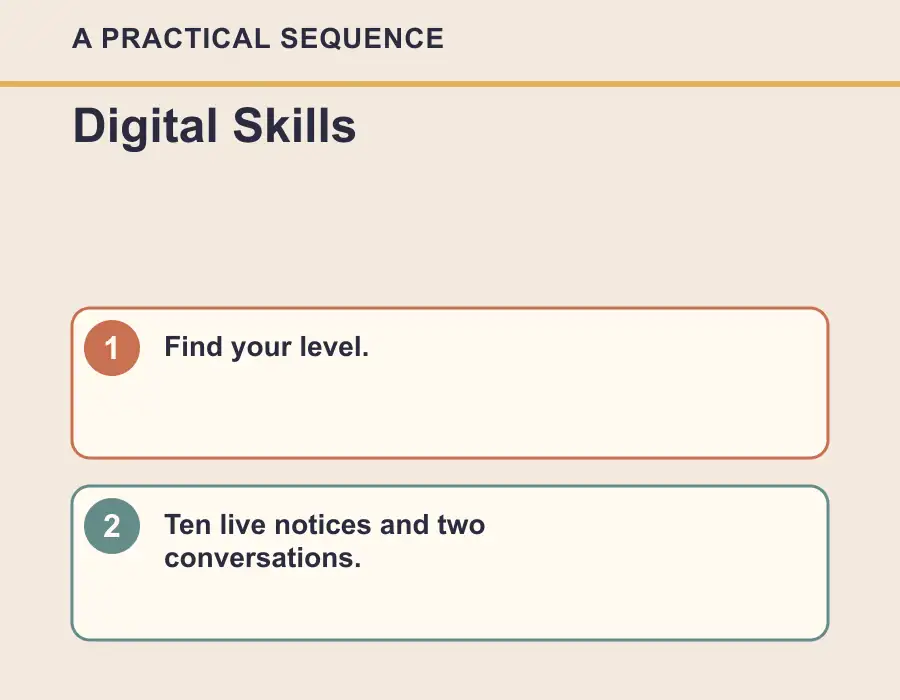 A PRACTICAL SEQUENCE
Digital Skills
1
Find your level.
2
Ten live notices and two
conversations.